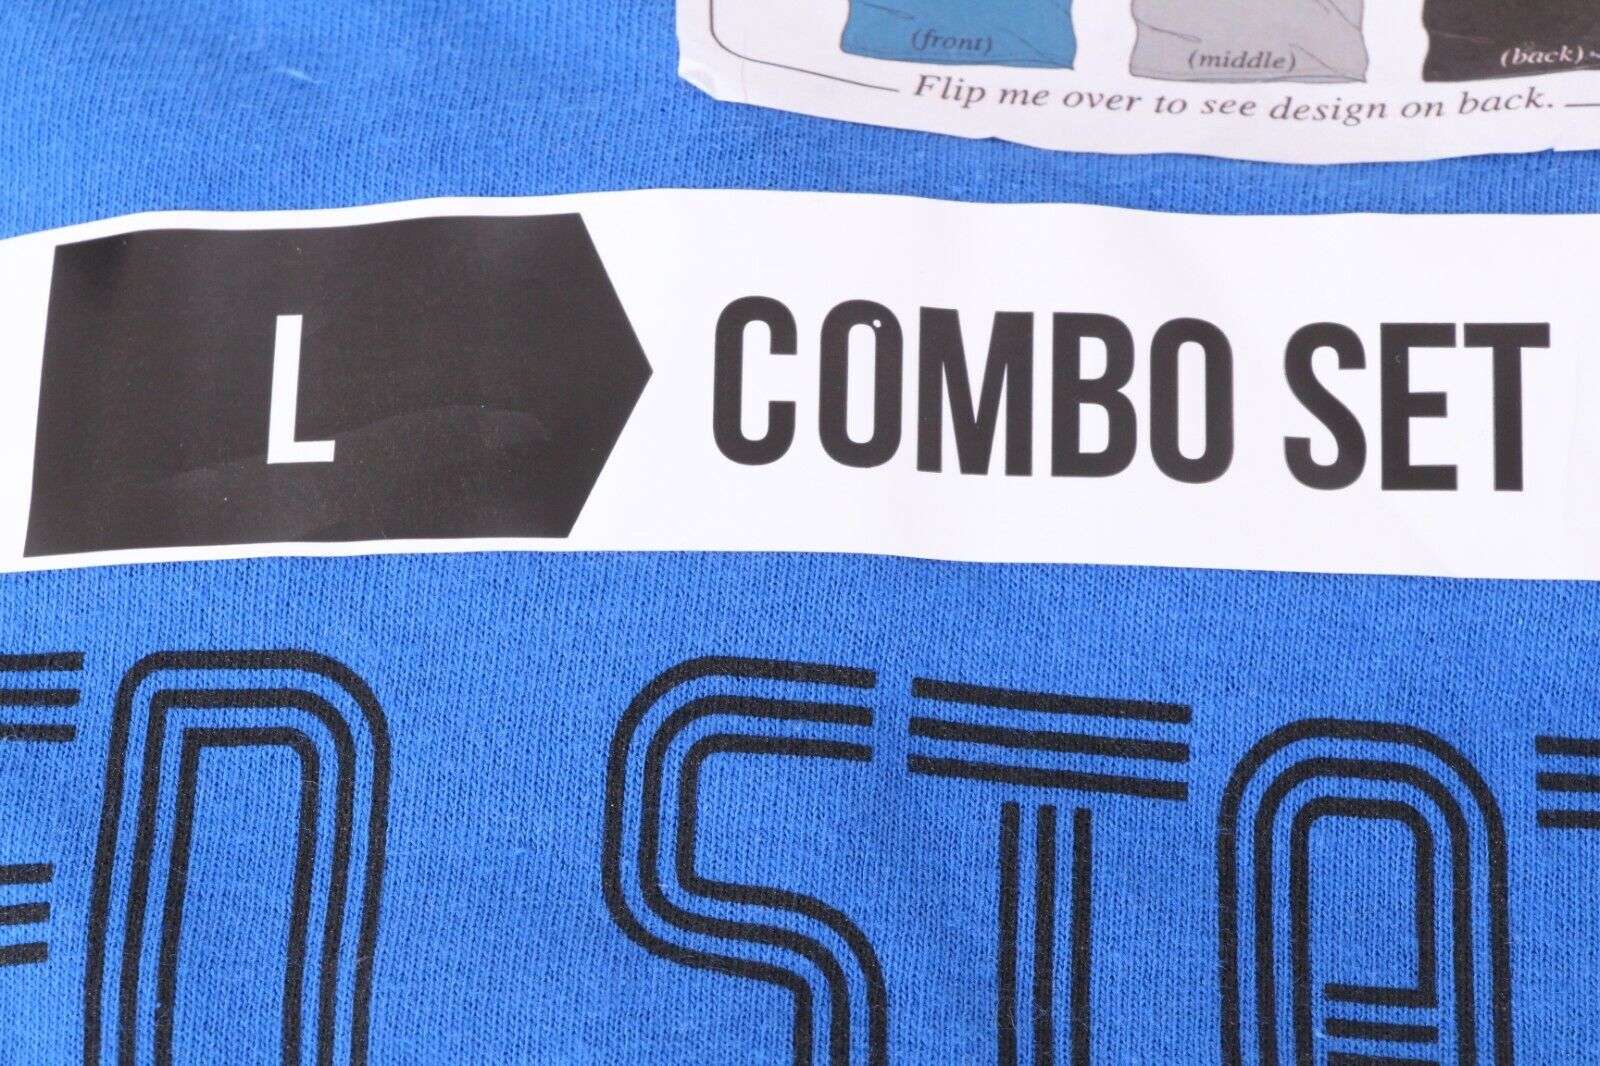 (front) (middle) (back)
Flip me over to see design on back.
L COMBO SET